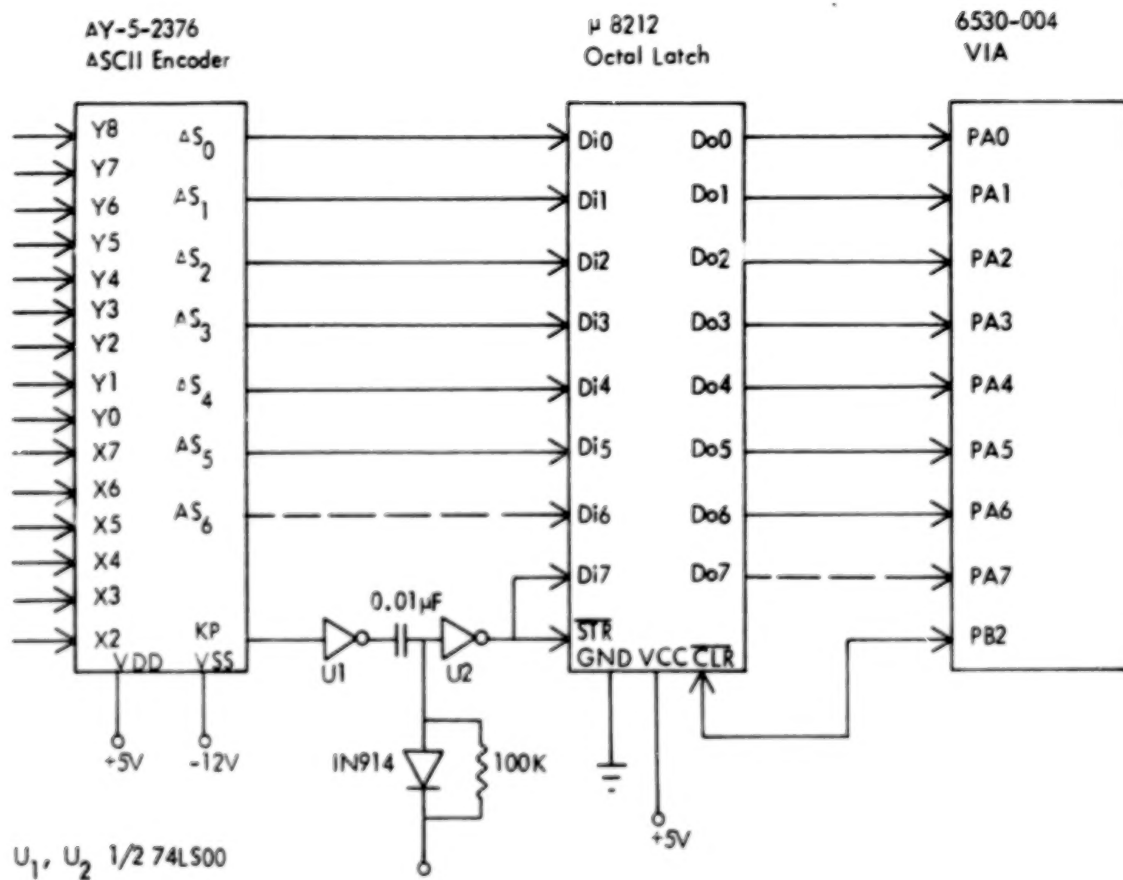 AY-5-2376
ASCII Encoder
μ 8212
Octal Latch
6530-004
VIA
Y8
Y7
Y6
Y5
Y4
Y3
Y2
Y1
Y0
X7
X6
X5
X4
X3
X2
AS0
AS1
AS2
AS3
AS4
AS5
AS6
KP
VDD
VSS
+5V
-12V
U1
0.01μF
U2
IN914
100K
Di0
Di1
Di2
Di3
Di4
Di5
Di6
Di7
STR
GND
VCC
CLR
+5V
Do0
Do1
Do2
Do3
Do4
Do5
Do6
Do7
PA0
PA1
PA2
PA3
PA4
PA5
PA6
PA7
PB2
U1, U2 1/2 74LS00